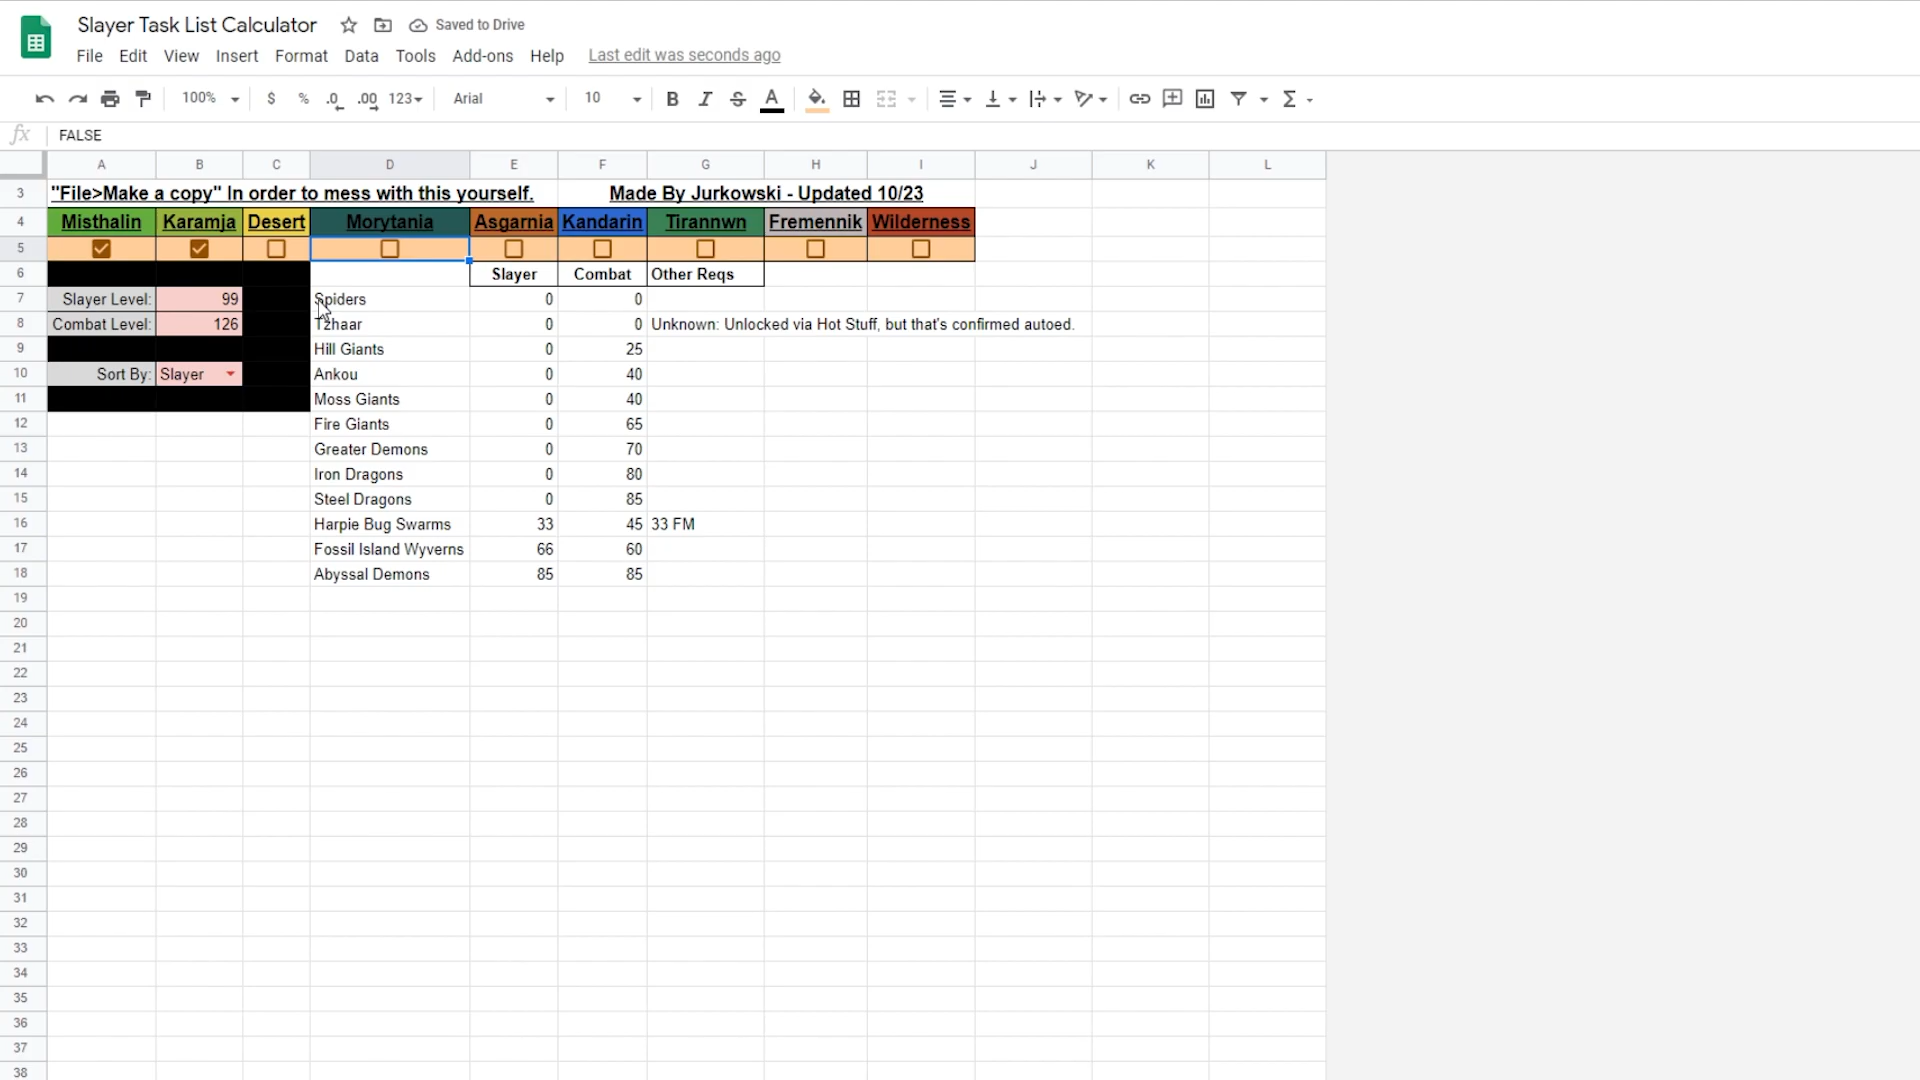 Slayer Task List Calculator Saved to Drive
File Edit View Insert Format Data Tools Add-ons Help Last edit was seconds ago
100% $ % .0 .00 123 Arial 10 B I S A
fx FALSE
A B C D E F G H I J K L
3 "File>Make a copy" In order to mess with this yourself. Made By Jurkowski - Updated 10/23
4 Misthalin Karamja Desert Morytania Asgarnia Kandarin Tirannwn Fremennik Wilderness
5
6 Slayer Combat Other Reqs
7 Slayer Level: 99 Spiders 0 0
8 Combat Level: 126 Tzhaar 0 0 Unknown: Unlocked via Hot Stuff, but that's confirmed autoed.
9 Hill Giants 0 25
10 Sort By: Slayer Ankou 0 40
11 Moss Giants 0 40
12 Fire Giants 0 65
13 Greater Demons 0 70
14 Iron Dragons 0 80
15 Steel Dragons 0 85
16 Harpie Bug Swarms 33 45 33 FM
17 Fossil Island Wyverns 66 60
18 Abyssal Demons 85 85
19
20
21
22
23
24
25
26
27
28
29
30
31
32
33
34
35
36
37
38